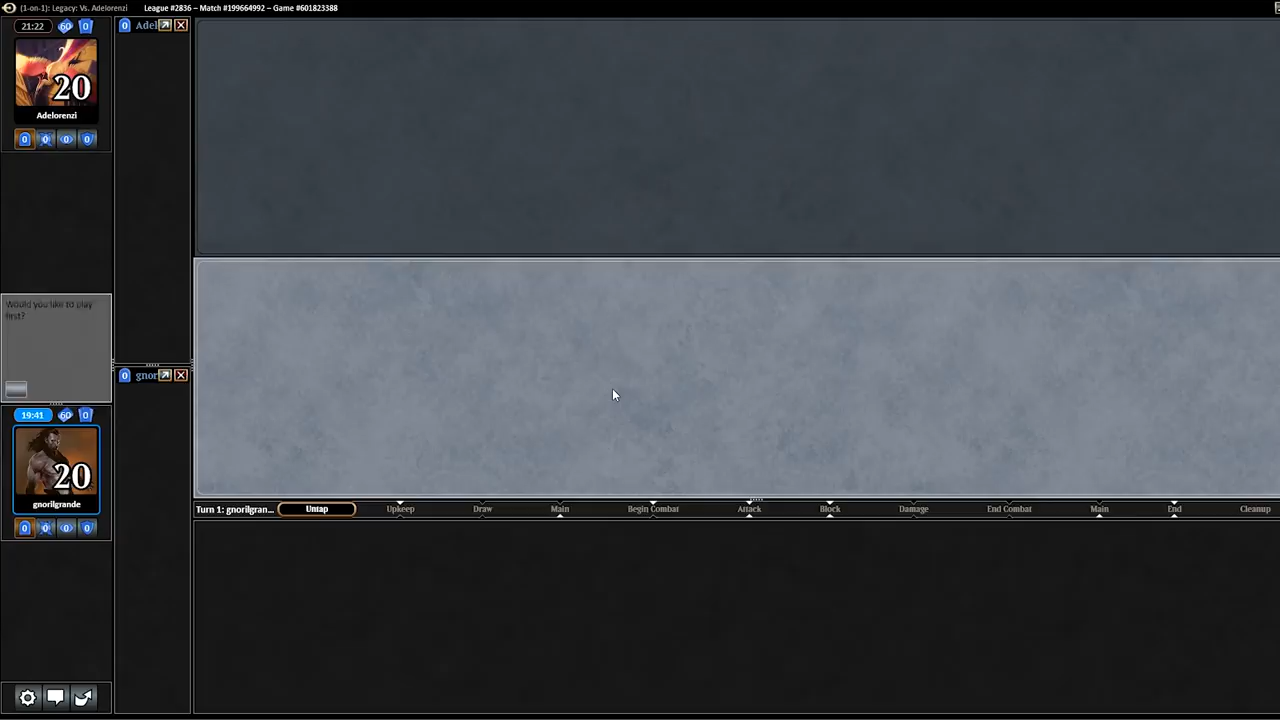 (1-on-1): Legacy: Vs. Adelorenzi League #2836 – Match #199664992 – Game #601823388
21:22 60 0
0 Adel
20
Adelorenzi
0 0 0 0
Would you like to play
first?
0 gnor
19:41 60 0
20
gnorilgrande
0 0 0 0
Turn 1: gnorilgran... Untap Upkeep Draw Main Begin Combat Attack Block Damage End Combat Main End Cleanup